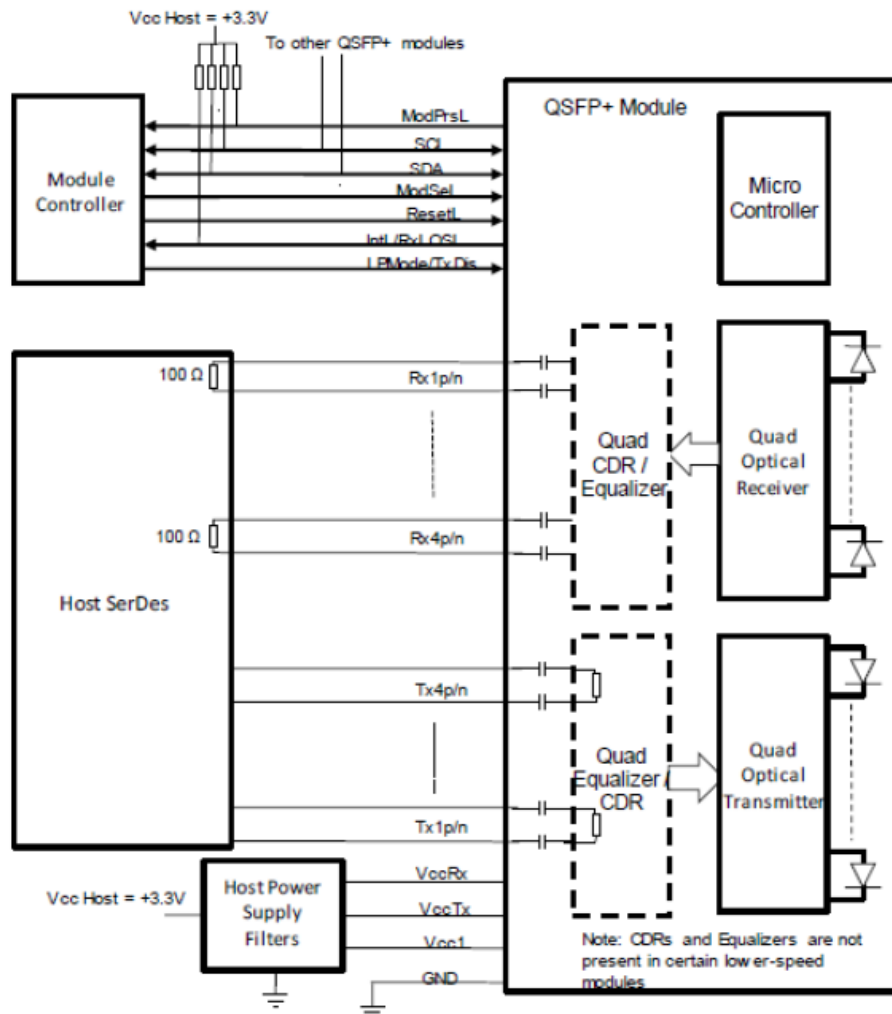 Vcc Host = +3.3V
To other QSFP+ modules
QSFP+ Module
ModPrsL
SCL
SDA
ModSeL
ResetL
IntL/RxLOSL
LPMode/TxDis
Module
Controller
Micro
Controller
100 Ω
Rx1p/n
Quad
CDR /
Equalizer
Quad
Optical
Receiver
100 Ω
Rx4p/n
Host SerDes
Tx4p/n
Quad
Equalizer /
CDR
Quad
Optical
Transmitter
Tx1p/n
Vcc Host = +3.3V
Host Power
Supply
Filters
VccRx
VccTx
Vcc1
GND
Note: CDRs and Equalizers are not
present in certain lower-speed
modules